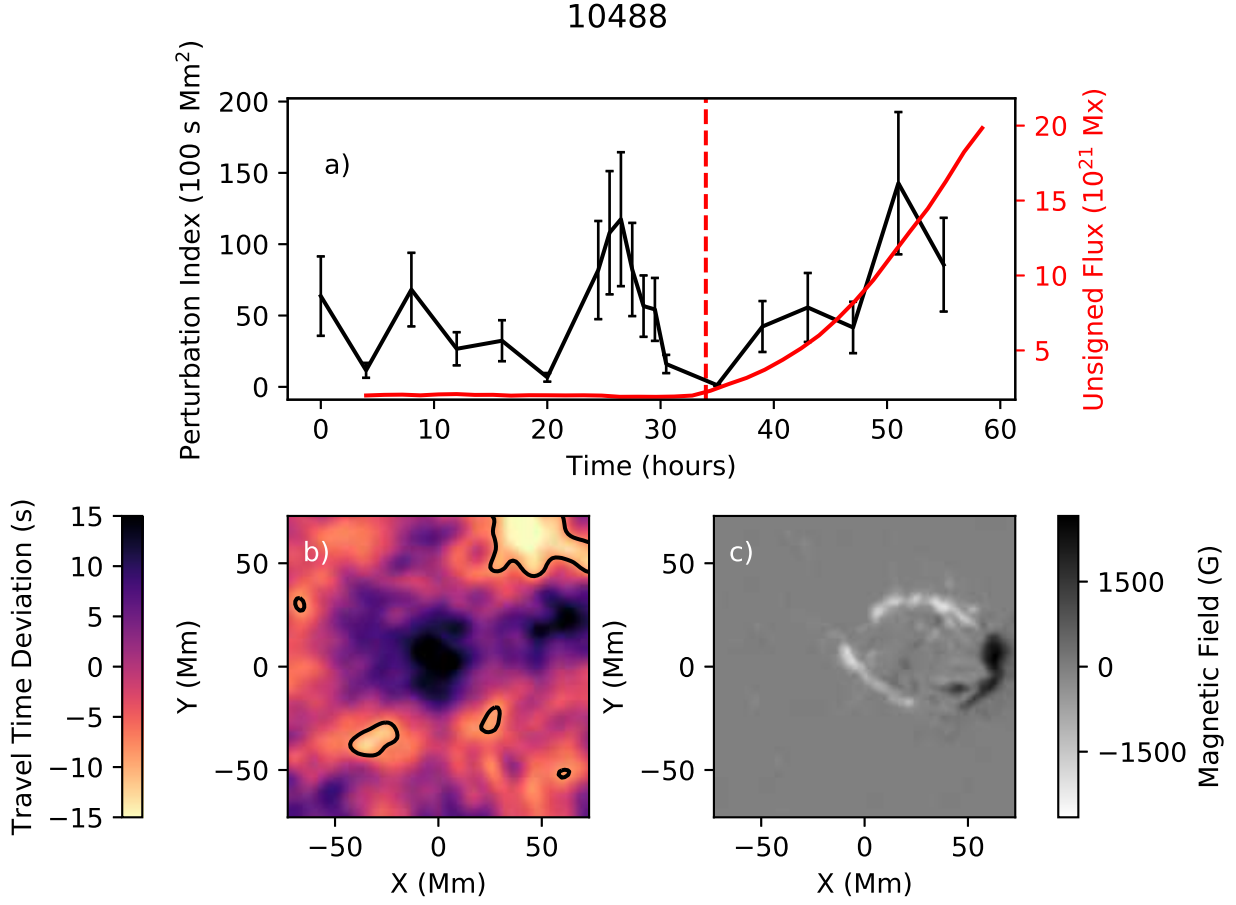 10488
Perturbation Index (100 s Mm²)
200
150
100
50
0
a)
20
15
10
5
Unsigned Flux (10²¹ Mx)
0 10 20 30 40 50 60
Time (hours)
Travel Time Deviation (s)
15
10
5
0
−5
−10
−15
Y (Mm)
50
0
−50
b)
−50 0 50
X (Mm)
Y (Mm)
50
0
−50
c)
−50 0 50
X (Mm)
1500
0
−1500
Magnetic Field (G)